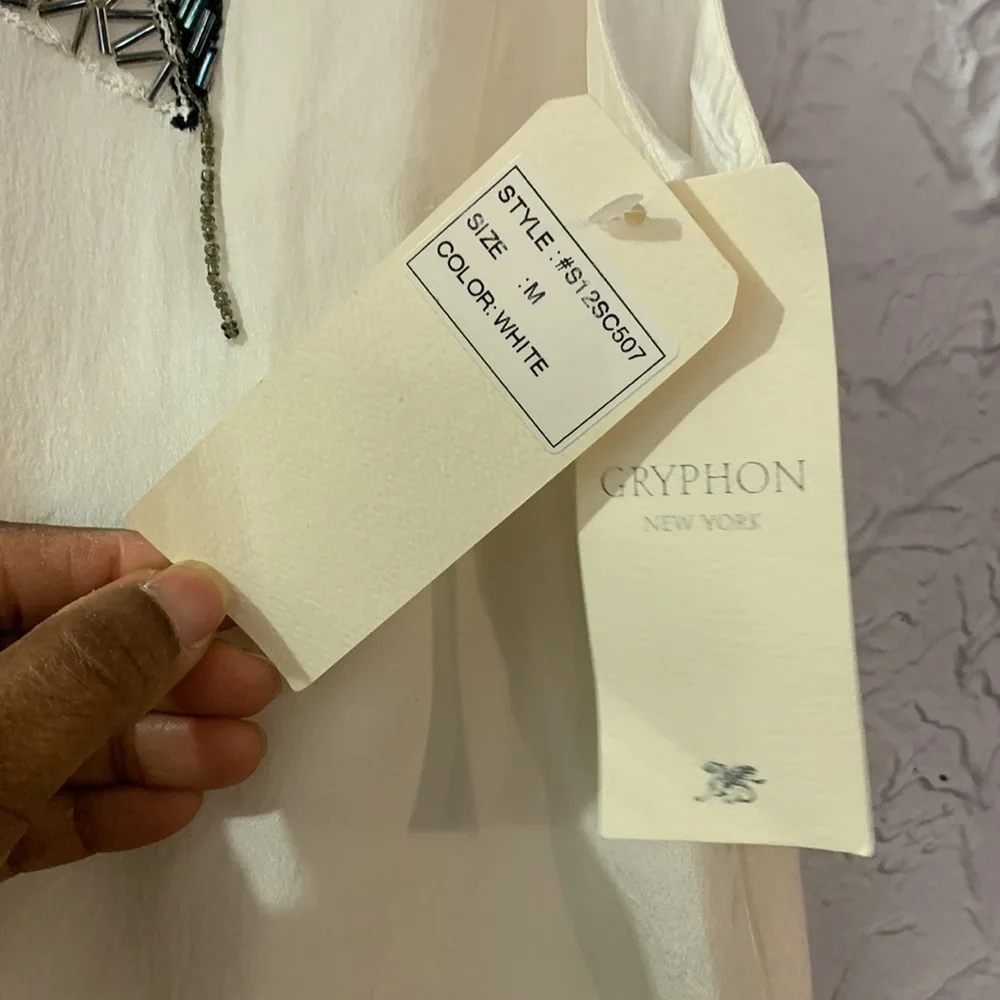 STYLE : #S12SC507
SIZE : M
COLOR: WHITE
GRYPHON
NEW YORK